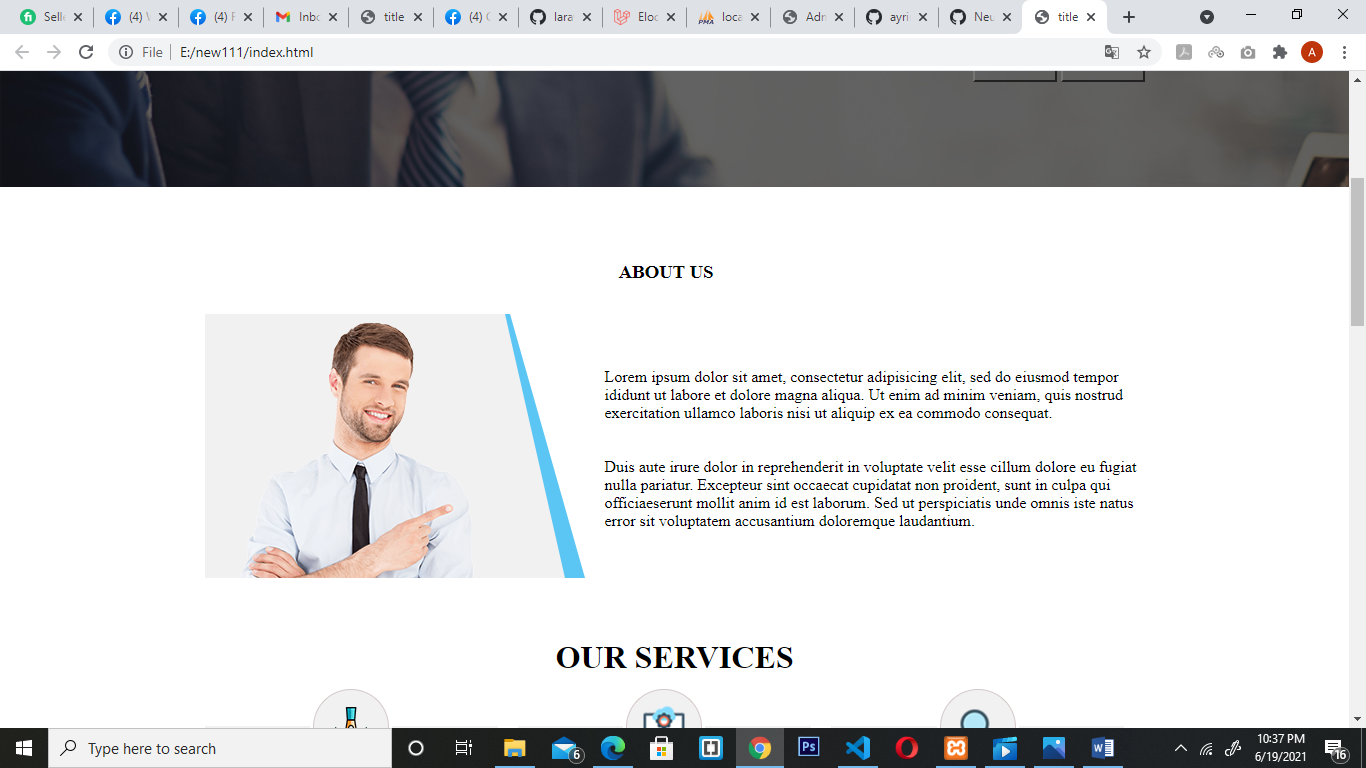 Selle
(4) V
(4) F
Inbo
title
(4) C
lara
Eloc
loca
Adn
ayri
Neu
title
File
E:/new111/index.html
A
ABOUT US
Lorem ipsum dolor sit amet, consectetur adipisicing elit, sed do eiusmod tempor
ididunt ut labore et dolore magna aliqua. Ut enim ad minim veniam, quis nostrud
exercitation ullamco laboris nisi ut aliquip ex ea commodo consequat.
Duis aute irure dolor in reprehenderit in voluptate velit esse cillum dolore eu fugiat
nulla pariatur. Excepteur sint occaecat cupidatat non proident, sunt in culpa qui
officiaeserunt mollit anim id est laborum. Sed ut perspiciatis unde omnis iste natus
error sit voluptatem accusantium doloremque laudantium.
OUR SERVICES
Type here to search
6
Ps
10:37 PM
6/19/2021
16